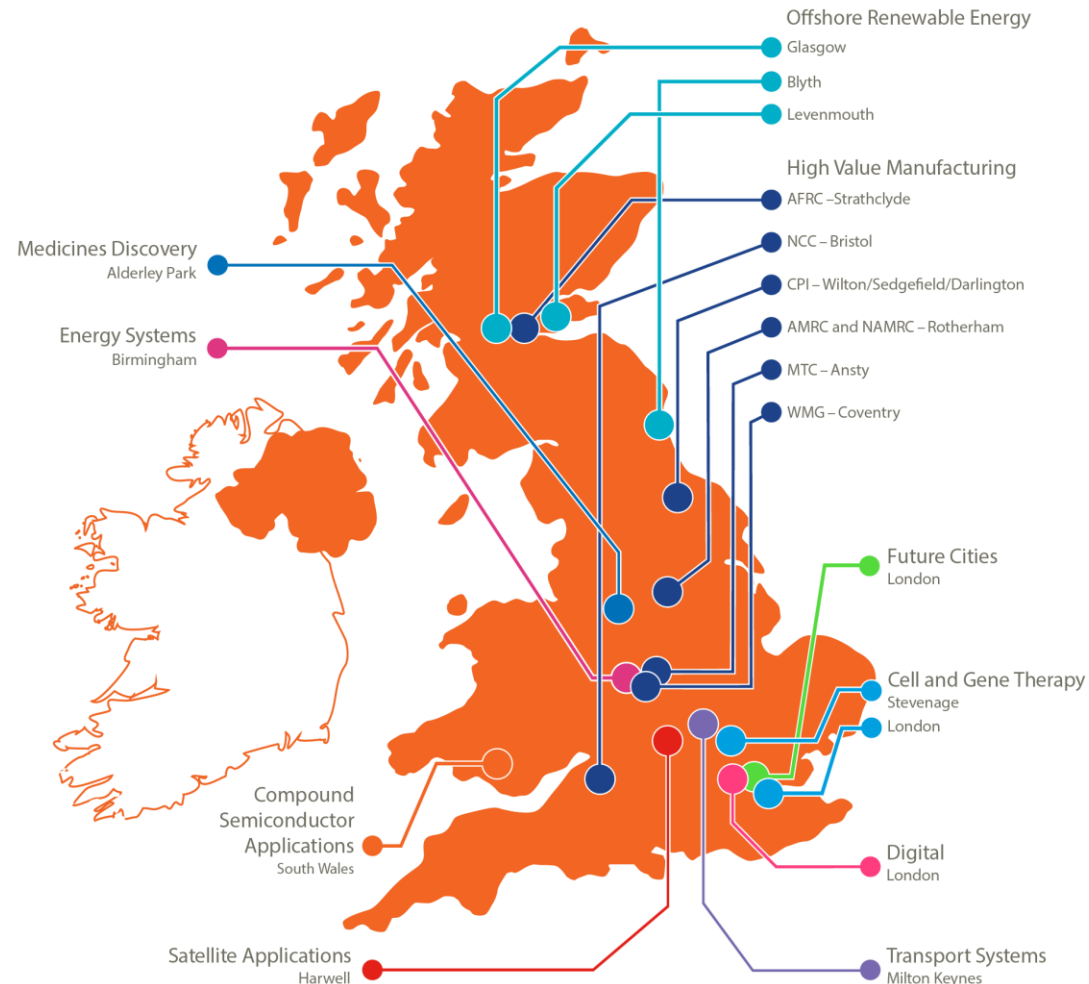 Offshore Renewable Energy
Glasgow
Blyth
Levenmouth
High Value Manufacturing
AFRC – Strathclyde
NCC – Bristol
CPI – Wilton/Sedgefield/Darlington
AMRC and NAMRC – Rotherham
MTC – Ansty
WMG – Coventry
Medicines Discovery
Alderley Park
Energy Systems
Birmingham
Future Cities
London
Cell and Gene Therapy
Stevenage
London
Compound
Semiconductor
Applications
South Wales
Digital
London
Satellite Applications
Harwell
Transport Systems
Milton Keynes